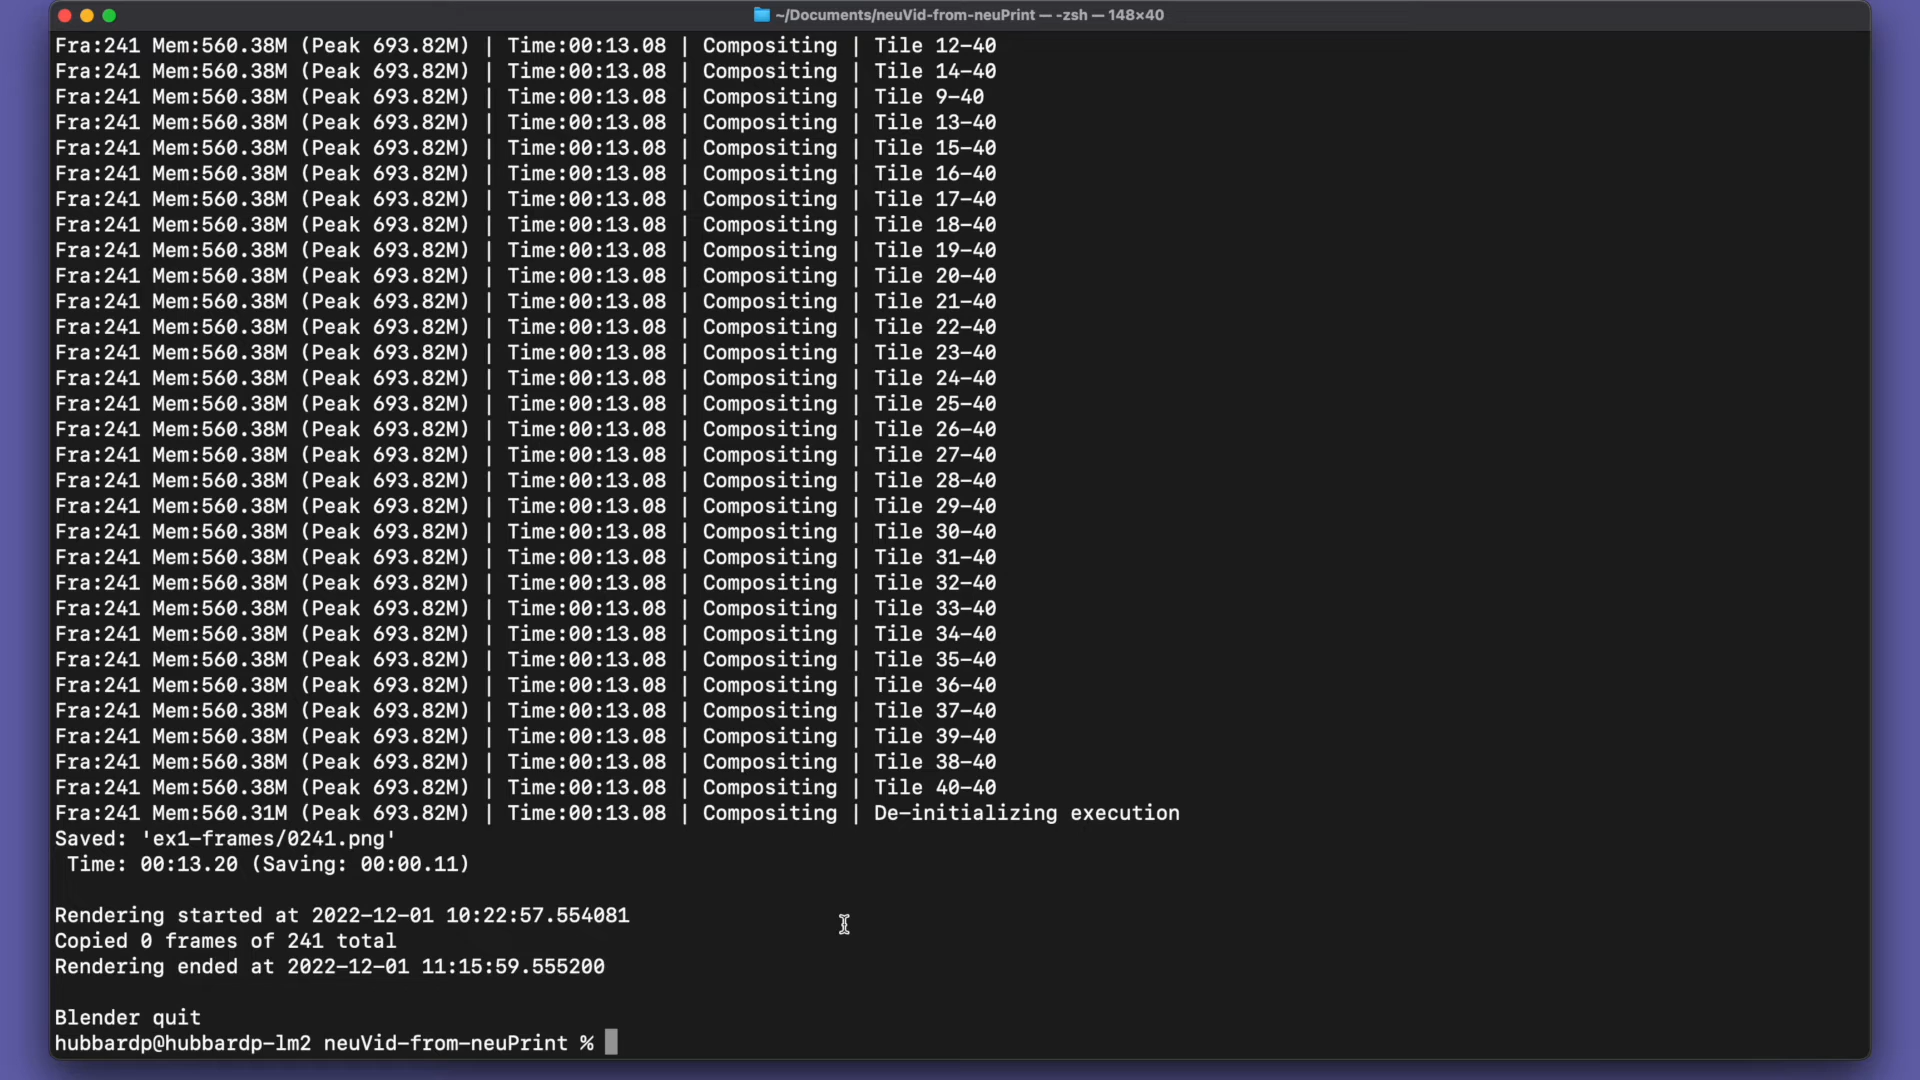 ~/Documents/neuVid-from-neuPrint — -zsh — 148×40
Fra:241 Mem:560.38M (Peak 693.82M) | Time:00:13.08 | Compositing | Tile 12-40
Fra:241 Mem:560.38M (Peak 693.82M) | Time:00:13.08 | Compositing | Tile 14-40
Fra:241 Mem:560.38M (Peak 693.82M) | Time:00:13.08 | Compositing | Tile 9-40
Fra:241 Mem:560.38M (Peak 693.82M) | Time:00:13.08 | Compositing | Tile 13-40
Fra:241 Mem:560.38M (Peak 693.82M) | Time:00:13.08 | Compositing | Tile 15-40
Fra:241 Mem:560.38M (Peak 693.82M) | Time:00:13.08 | Compositing | Tile 16-40
Fra:241 Mem:560.38M (Peak 693.82M) | Time:00:13.08 | Compositing | Tile 17-40
Fra:241 Mem:560.38M (Peak 693.82M) | Time:00:13.08 | Compositing | Tile 18-40
Fra:241 Mem:560.38M (Peak 693.82M) | Time:00:13.08 | Compositing | Tile 19-40
Fra:241 Mem:560.38M (Peak 693.82M) | Time:00:13.08 | Compositing | Tile 20-40
Fra:241 Mem:560.38M (Peak 693.82M) | Time:00:13.08 | Compositing | Tile 21-40
Fra:241 Mem:560.38M (Peak 693.82M) | Time:00:13.08 | Compositing | Tile 22-40
Fra:241 Mem:560.38M (Peak 693.82M) | Time:00:13.08 | Compositing | Tile 23-40
Fra:241 Mem:560.38M (Peak 693.82M) | Time:00:13.08 | Compositing | Tile 24-40
Fra:241 Mem:560.38M (Peak 693.82M) | Time:00:13.08 | Compositing | Tile 25-40
Fra:241 Mem:560.38M (Peak 693.82M) | Time:00:13.08 | Compositing | Tile 26-40
Fra:241 Mem:560.38M (Peak 693.82M) | Time:00:13.08 | Compositing | Tile 27-40
Fra:241 Mem:560.38M (Peak 693.82M) | Time:00:13.08 | Compositing | Tile 28-40
Fra:241 Mem:560.38M (Peak 693.82M) | Time:00:13.08 | Compositing | Tile 29-40
Fra:241 Mem:560.38M (Peak 693.82M) | Time:00:13.08 | Compositing | Tile 30-40
Fra:241 Mem:560.38M (Peak 693.82M) | Time:00:13.08 | Compositing | Tile 31-40
Fra:241 Mem:560.38M (Peak 693.82M) | Time:00:13.08 | Compositing | Tile 32-40
Fra:241 Mem:560.38M (Peak 693.82M) | Time:00:13.08 | Compositing | Tile 33-40
Fra:241 Mem:560.38M (Peak 693.82M) | Time:00:13.08 | Compositing | Tile 34-40
Fra:241 Mem:560.38M (Peak 693.82M) | Time:00:13.08 | Compositing | Tile 35-40
Fra:241 Mem:560.38M (Peak 693.82M) | Time:00:13.08 | Compositing | Tile 36-40
Fra:241 Mem:560.38M (Peak 693.82M) | Time:00:13.08 | Compositing | Tile 37-40
Fra:241 Mem:560.38M (Peak 693.82M) | Time:00:13.08 | Compositing | Tile 39-40
Fra:241 Mem:560.38M (Peak 693.82M) | Time:00:13.08 | Compositing | Tile 38-40
Fra:241 Mem:560.38M (Peak 693.82M) | Time:00:13.08 | Compositing | Tile 40-40
Fra:241 Mem:560.31M (Peak 693.82M) | Time:00:13.08 | Compositing | De-initializing execution
Saved: 'ex1-frames/0241.png'
 Time: 00:13.20 (Saving: 00:00.11)
Rendering started at 2022-12-01 10:22:57.554081
Copied 0 frames of 241 total
Rendering ended at 2022-12-01 11:15:59.555200
Blender quit
hubbardp@hubbardp-lm2 neuVid-from-neuPrint %